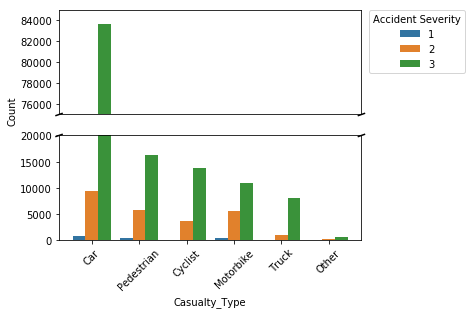 84000
82000
80000
78000
76000
20000
15000
10000
5000
0
Count
Car
Pedestrian
Cyclist
Motorbike
Truck
Other
Casualty_Type
Accident Severity
1
2
3